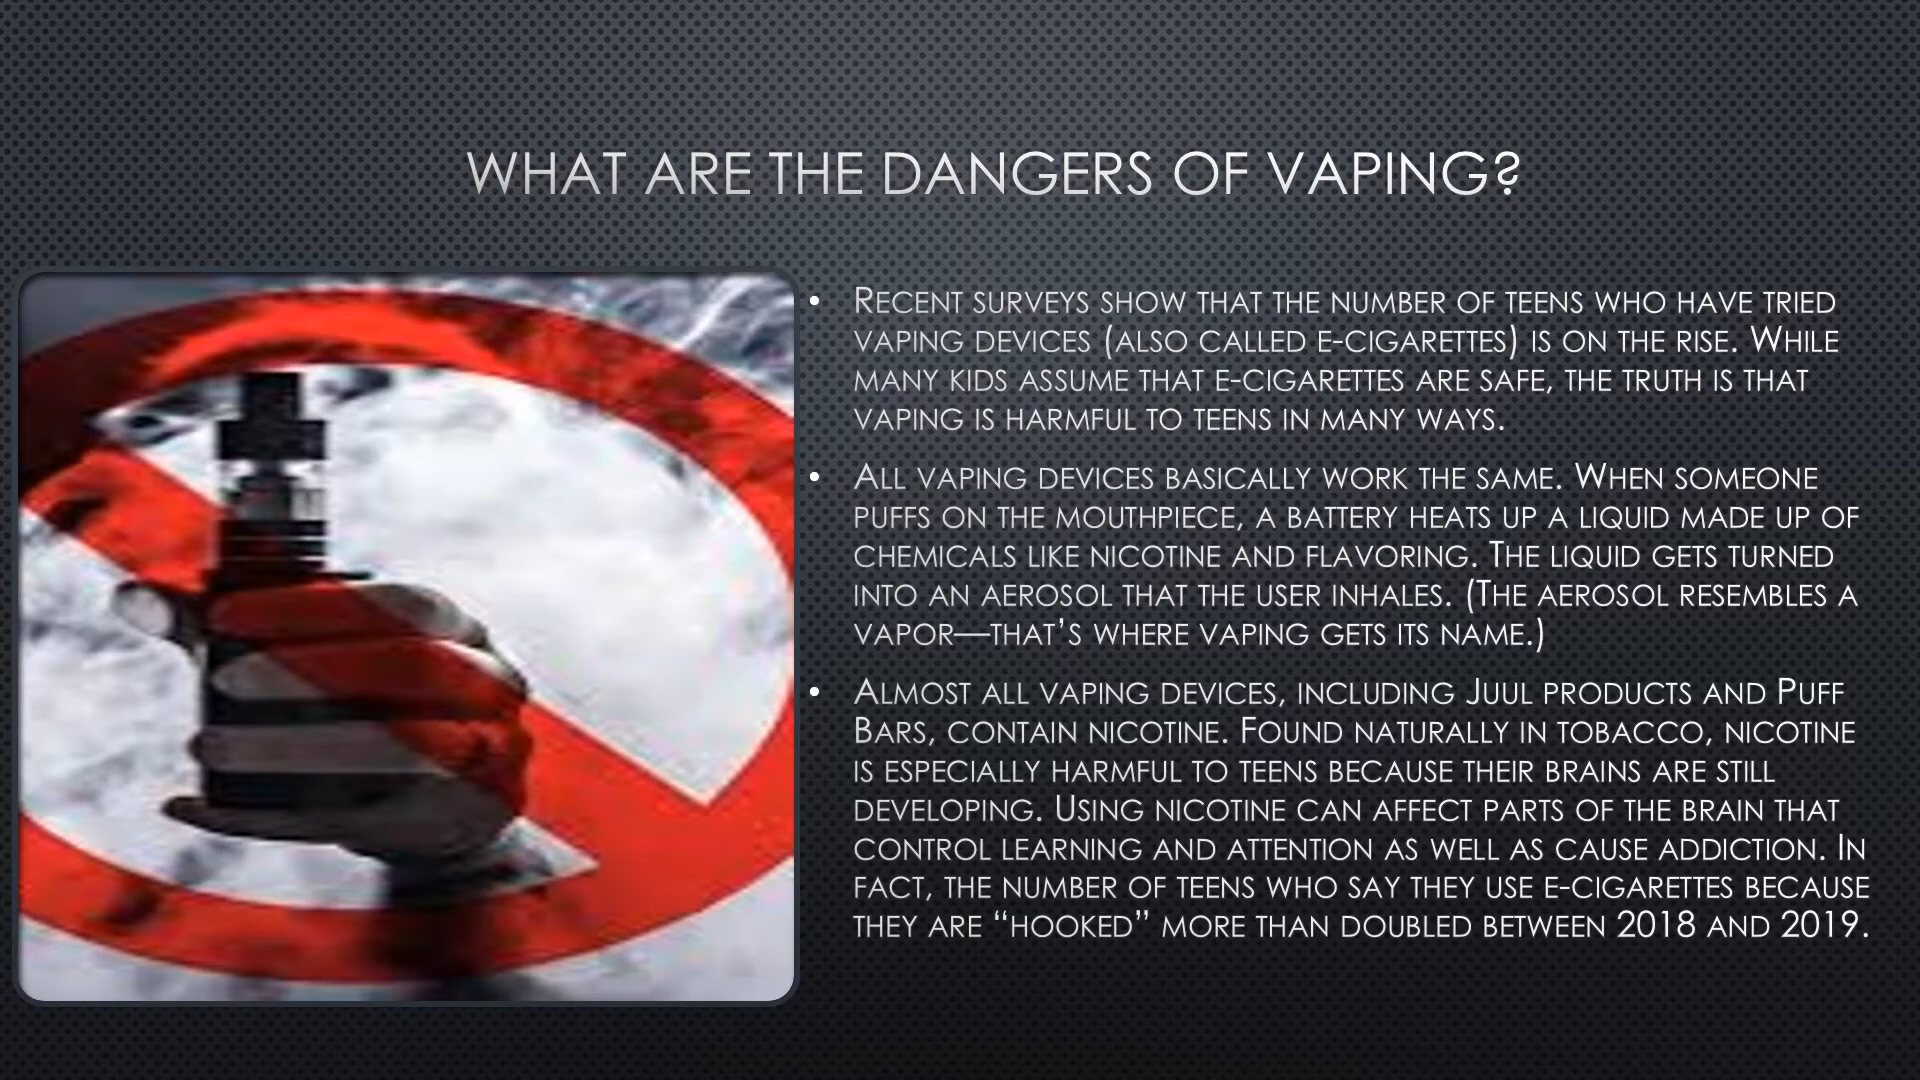 WHAT ARE THE DANGERS OF VAPING?
• RECENT SURVEYS SHOW THAT THE NUMBER OF TEENS WHO HAVE TRIED
VAPING DEVICES (ALSO CALLED E-CIGARETTES) IS ON THE RISE. WHILE
MANY KIDS ASSUME THAT E-CIGARETTES ARE SAFE, THE TRUTH IS THAT
VAPING IS HARMFUL TO TEENS IN MANY WAYS.
• ALL VAPING DEVICES BASICALLY WORK THE SAME. WHEN SOMEONE
PUFFS ON THE MOUTHPIECE, A BATTERY HEATS UP A LIQUID MADE UP OF
CHEMICALS LIKE NICOTINE AND FLAVORING. THE LIQUID GETS TURNED
INTO AN AEROSOL THAT THE USER INHALES. (THE AEROSOL RESEMBLES A
VAPOR—THAT’S WHERE VAPING GETS ITS NAME.)
• ALMOST ALL VAPING DEVICES, INCLUDING JUUL PRODUCTS AND PUFF
BARS, CONTAIN NICOTINE. FOUND NATURALLY IN TOBACCO, NICOTINE
IS ESPECIALLY HARMFUL TO TEENS BECAUSE THEIR BRAINS ARE STILL
DEVELOPING. USING NICOTINE CAN AFFECT PARTS OF THE BRAIN THAT
CONTROL LEARNING AND ATTENTION AS WELL AS CAUSE ADDICTION. IN
FACT, THE NUMBER OF TEENS WHO SAY THEY USE E-CIGARETTES BECAUSE
THEY ARE “HOOKED” MORE THAN DOUBLED BETWEEN 2018 AND 2019.